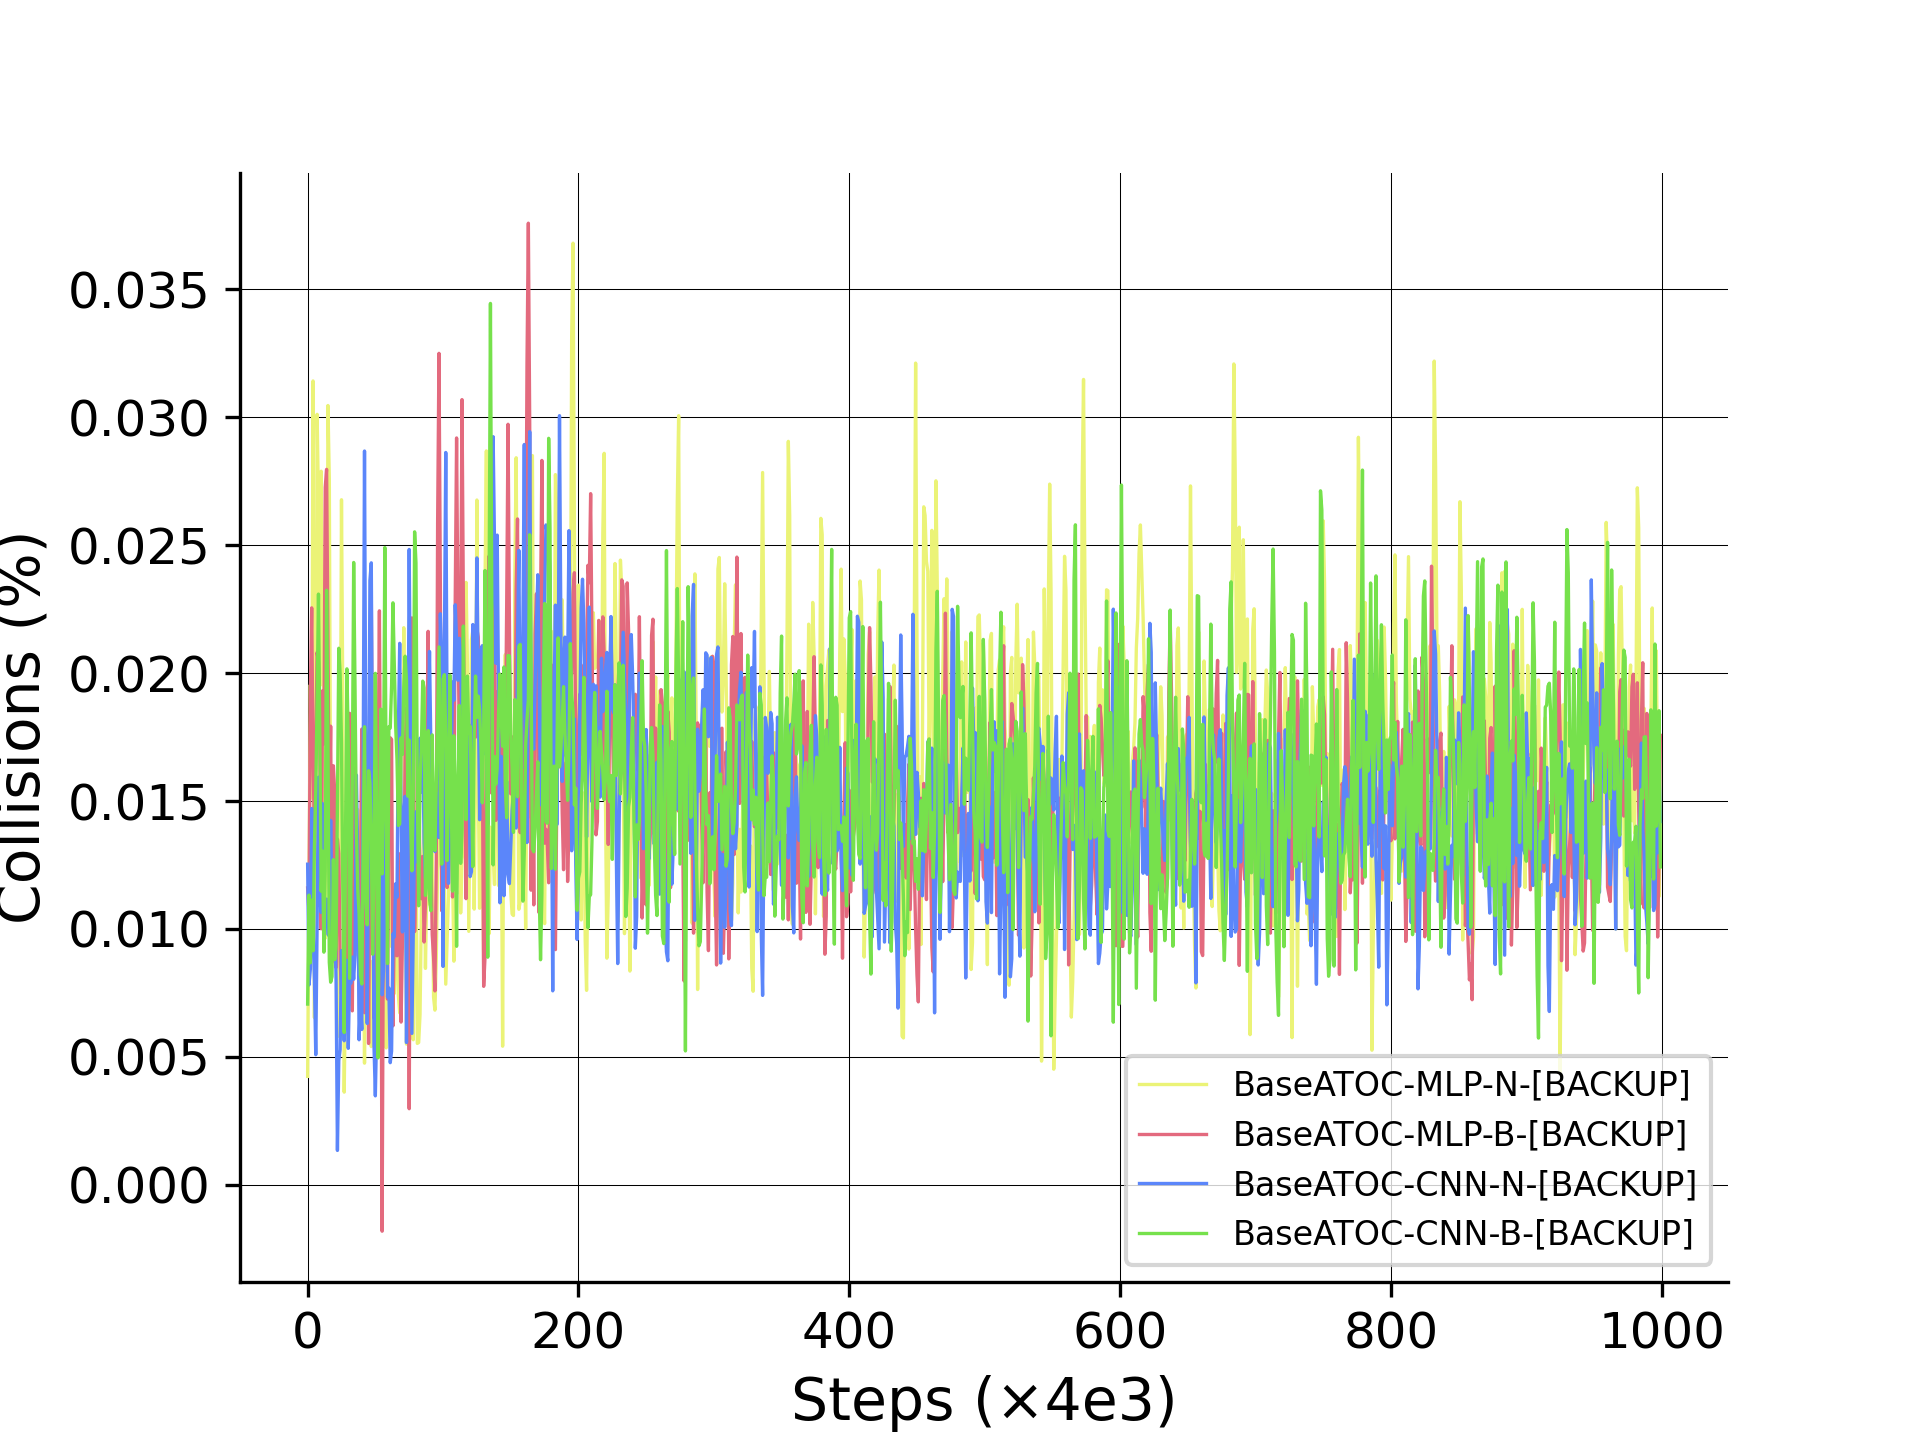 Collisions (%)
0.035
0.030
0.025
0.020
0.015
0.010
0.005
0.000
0 200 400 600 800 1000
Steps (×4e3)
BaseATOC-MLP-N-[BACKUP]
BaseATOC-MLP-B-[BACKUP]
BaseATOC-CNN-N-[BACKUP]
BaseATOC-CNN-B-[BACKUP]